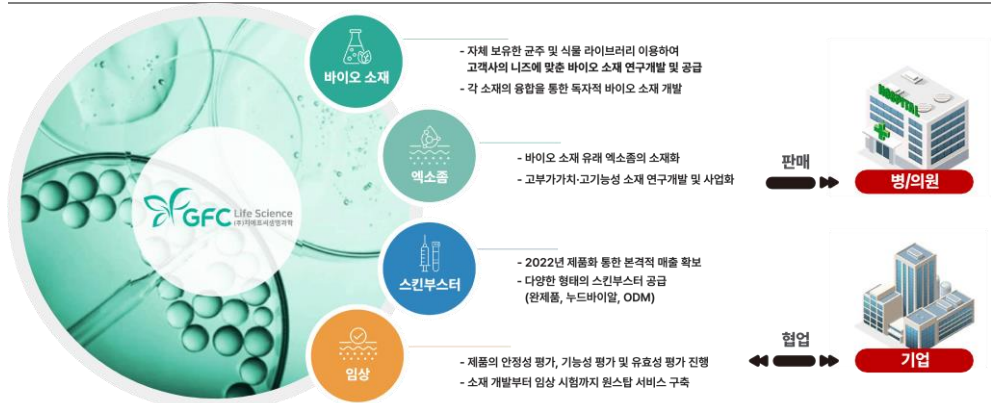 바이오 소재
- 자체 보유한 균주 및 식물 라이브러리 이용하여
고객사의 니즈에 맞춘 바이오 소재 연구개발 및 공급
- 각 소재의 융합을 통한 독자적 바이오 소재 개발
엑소좀
- 바이오 소재 유래 엑소좀의 소재화
- 고부가가치·고기능성 소재 연구개발 및 사업화
판매
HOSPITAL
병/의원
GFC Life Science
(주)지에프씨생명과학
스킨부스터
- 2022년 제품화 통한 본격적 매출 확보
- 다양한 형태의 스킨부스터 공급
(완제품, 누드바이알, ODM)
임상
- 제품의 안정성 평가, 기능성 평가 및 유효성 평가 진행
- 소재 개발부터 임상 시험까지 원스탑 서비스 구축
협업
기업